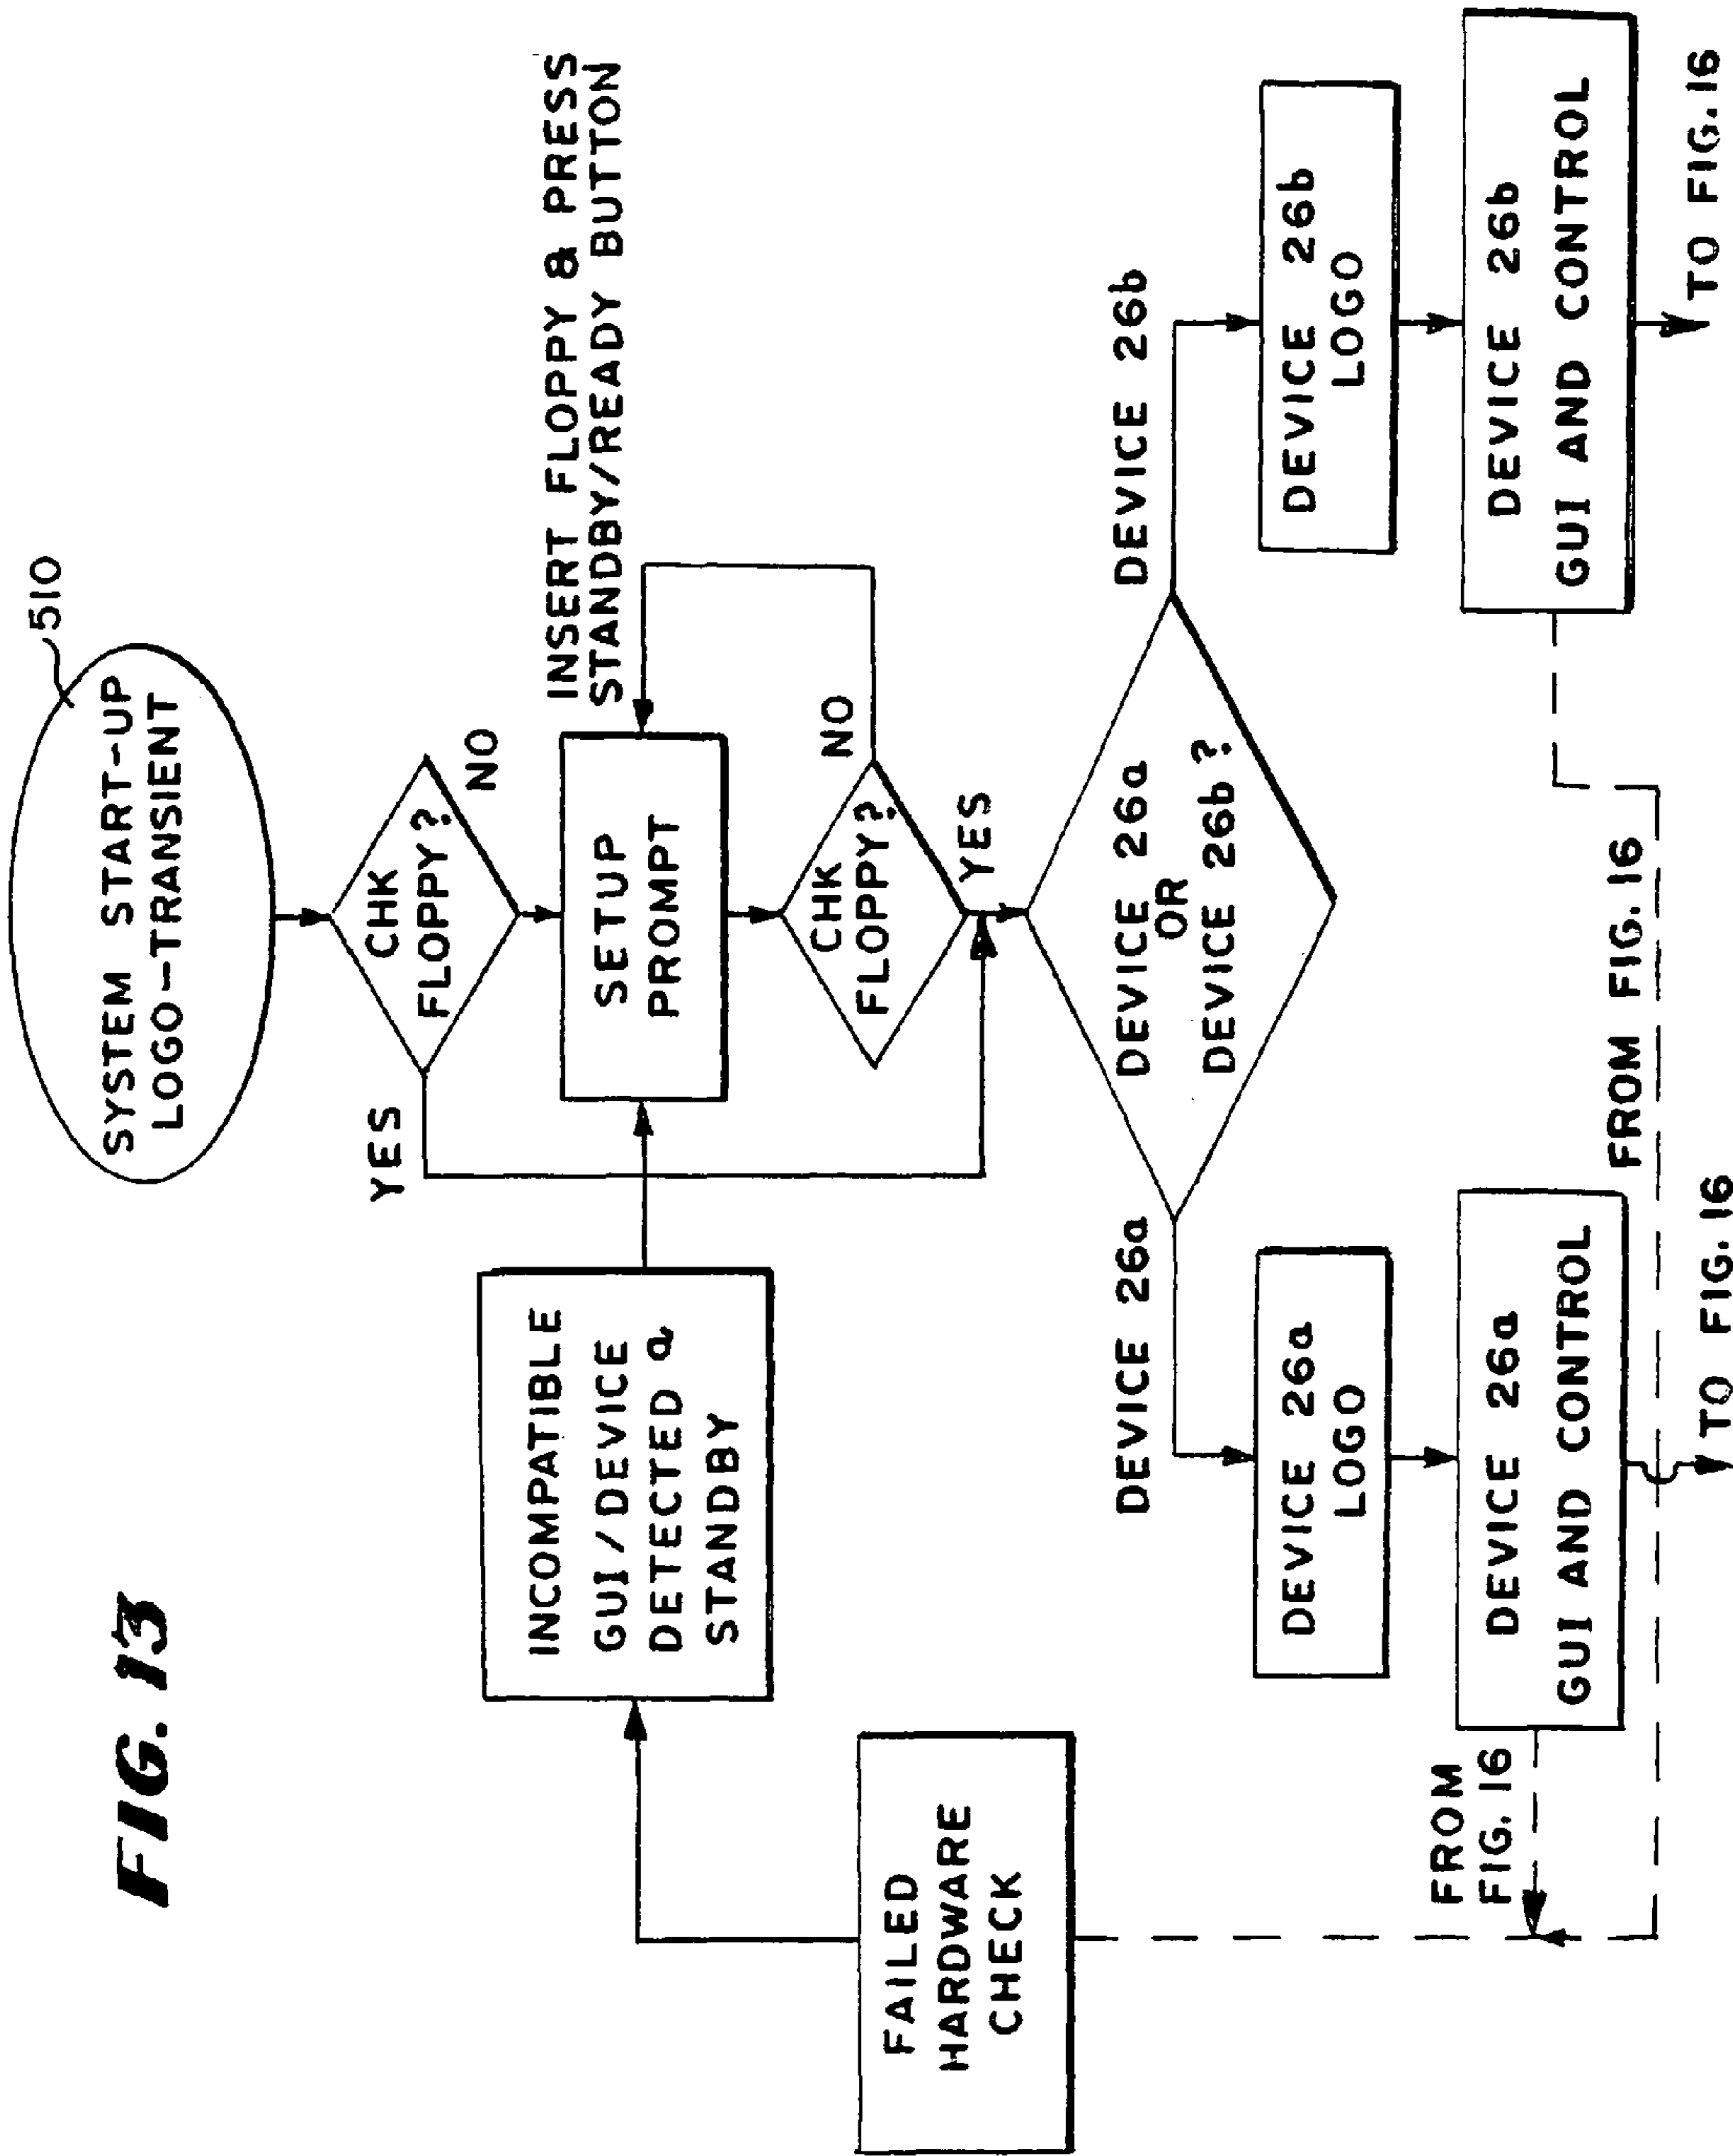 FIG. 13
510
SYSTEM START-UP
LOGO-TRANSIENT
CHK
FLOPPY?
YES
NO
INSERT FLOPPY & PRESS
STANDBY/READY BUTTON
SETUP
PROMPT
INCOMPATIBLE
GUI/DEVICE
DETECTED a
STANDBY
FAILED
HARDWARE
CHECK
CHK
FLOPPY?
NO
YES
DEVICE 26a
OR
DEVICE 26b?
DEVICE 26a
DEVICE 26b
DEVICE 26a
LOGO
DEVICE 26b
LOGO
DEVICE 26a
GUI AND CONTROL
DEVICE 26b
GUI AND CONTROL
FROM
FIG. 16
FROM FIG. 16
TO FIG. 16
TO FIG. 16